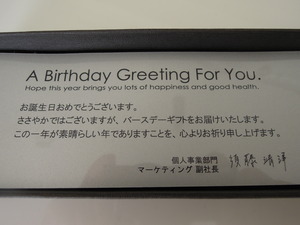 A Birthday Greeting For You.
Hope this year brings you lots of happiness and good health.
お誕生日おめでとうございます。
ささやかではございますが、バースデーギフトをお届けいたします。
この一年が素晴らしい年でありますことを、心よりお祈り申し上げます。
個人事業部門
マーケティング 副社長